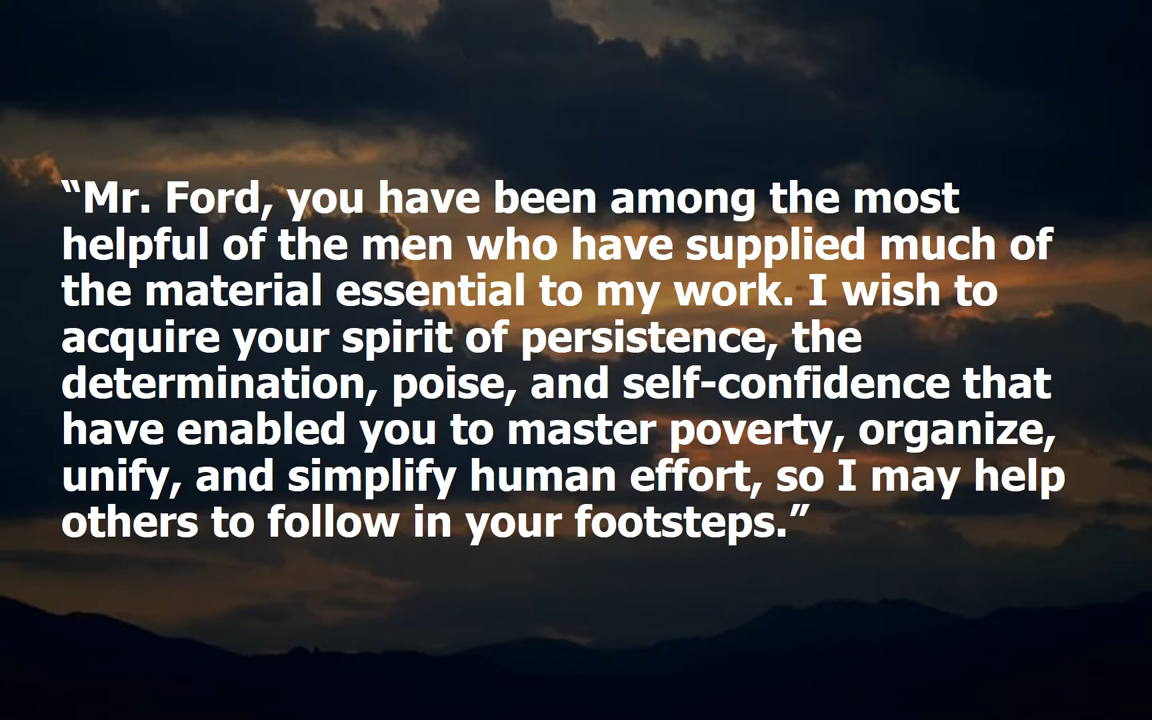 “Mr. Ford, you have been among the most
helpful of the men who have supplied much of
the material essential to my work. I wish to
acquire your spirit of persistence, the
determination, poise, and self-confidence that
have enabled you to master poverty, organize,
unify, and simplify human effort, so I may help
others to follow in your footsteps.”